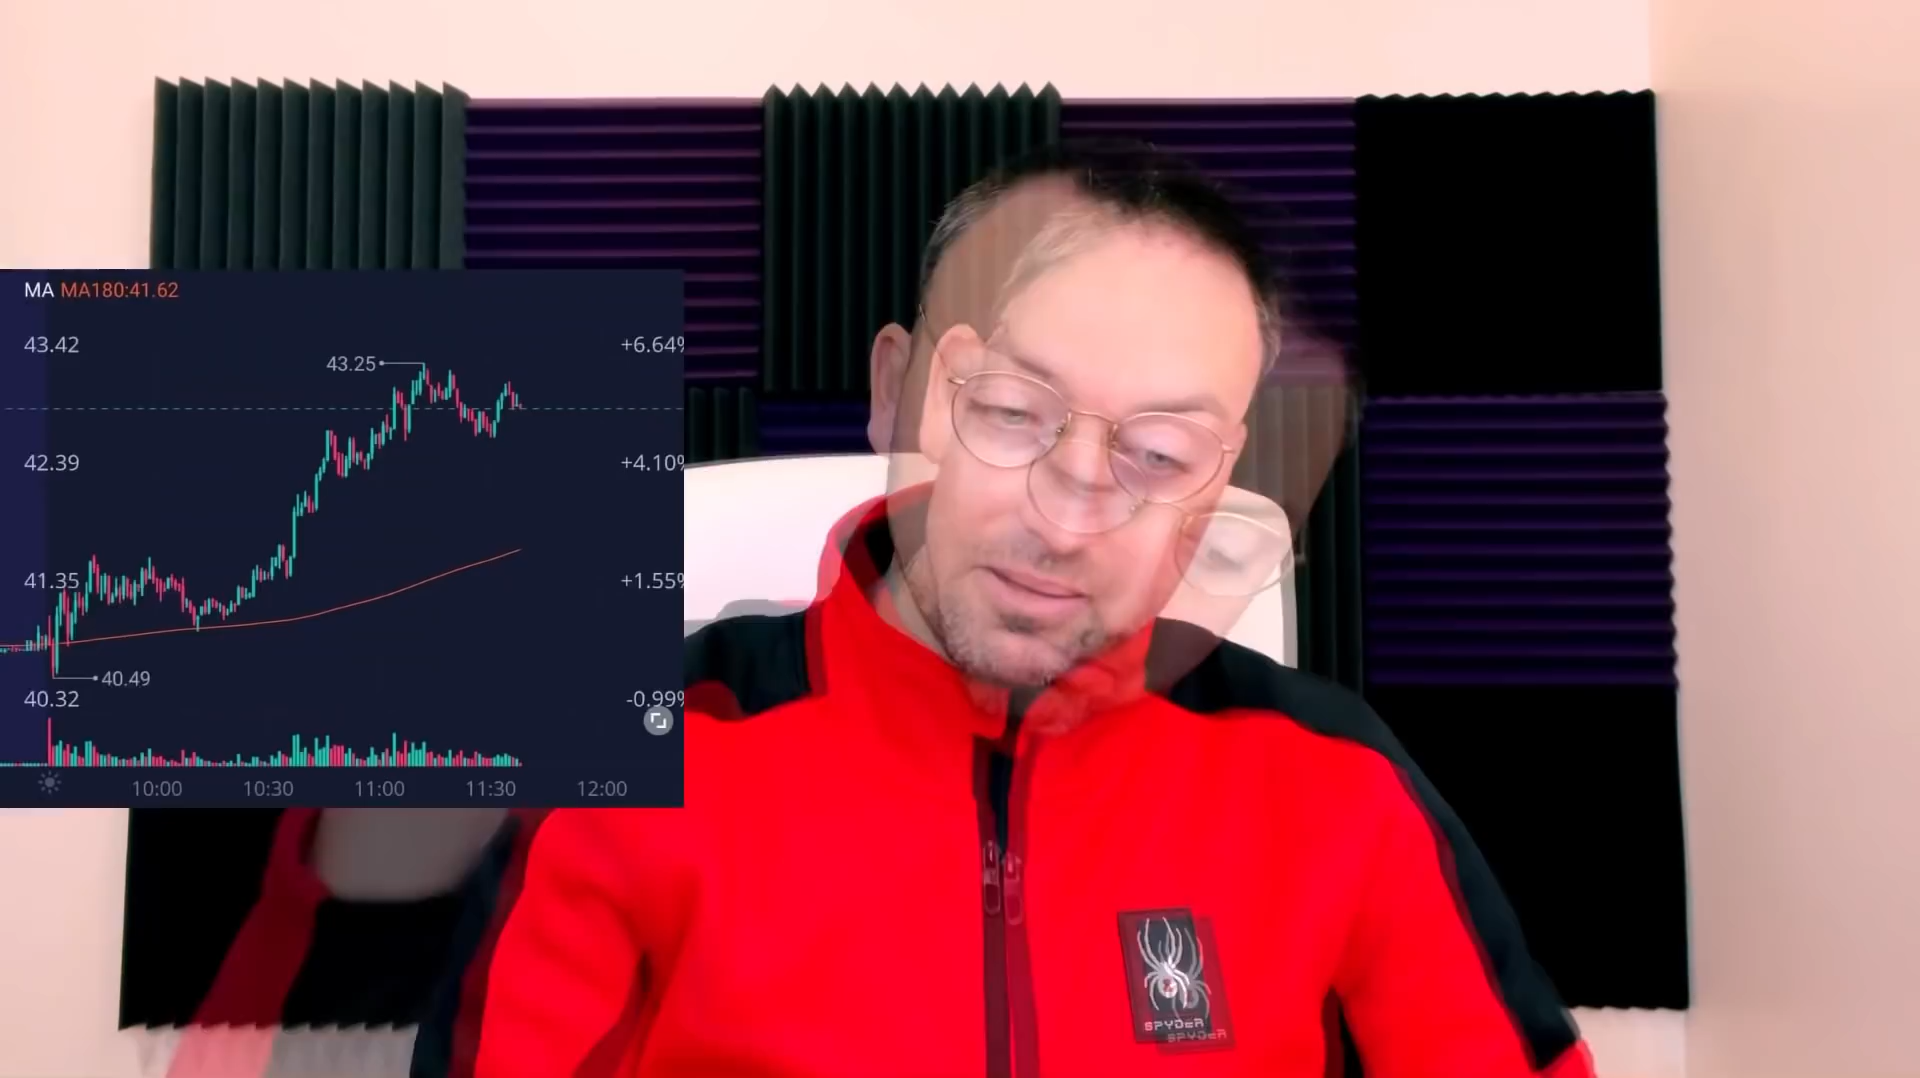 MA MA180:41.62
43.42 +6.64%
43.25
42.39 +4.10%
41.35 +1.55%
40.49
40.32 -0.99%
10:00 10:30 11:00 11:30 12:00
SPYDER
SPYDER